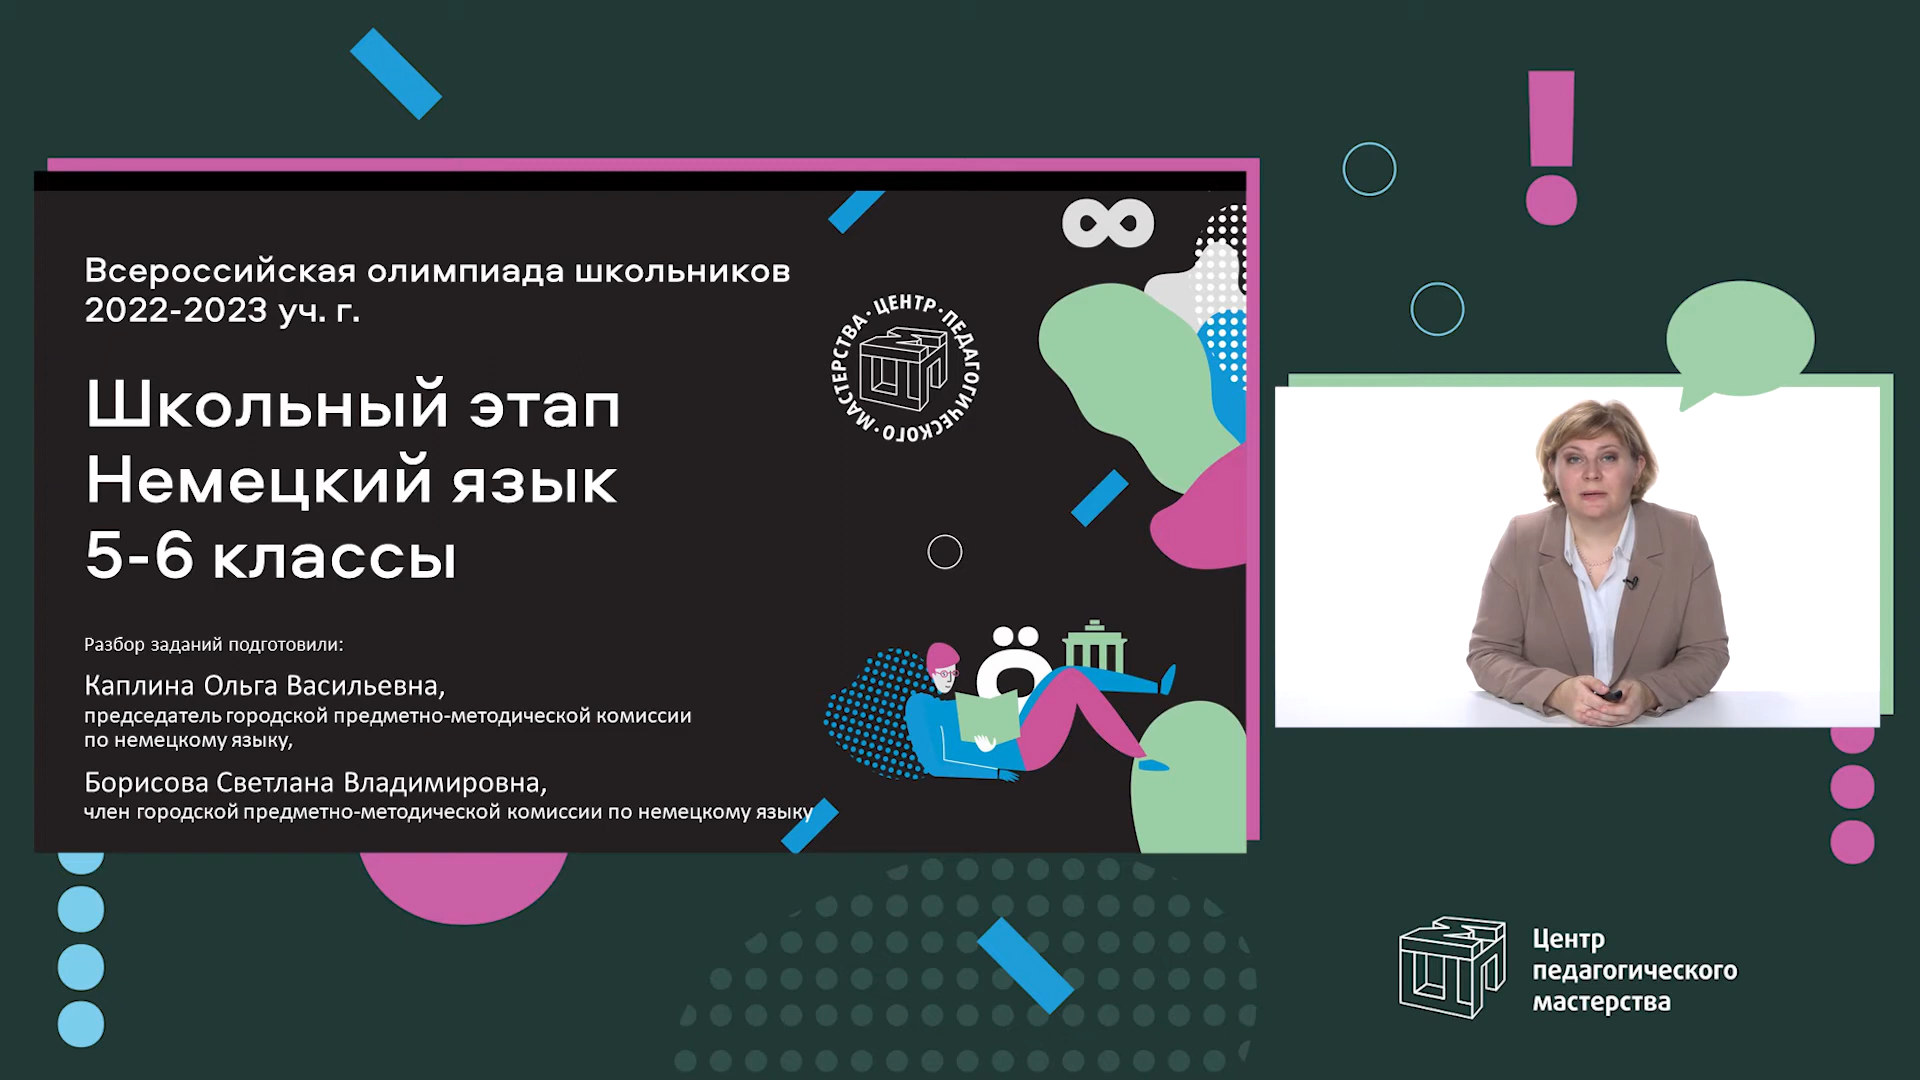 Всероссийская олимпиада школьников
2022-2023 уч. г.
ЦЕНТР · ПЕДАГОГИЧЕСКОГО · МАСТЕРСТВА ·
Школьный этап
Немецкий язык
5-6 классы
Разбор заданий подготовили:
Каплина Ольга Васильевна,
председатель городской предметно-методической комиссии
по немецкому языку,
Борисова Светлана Владимировна,
член городской предметно-методической комиссии по немецкому языку
ö
Центр
педагогического
мастерства